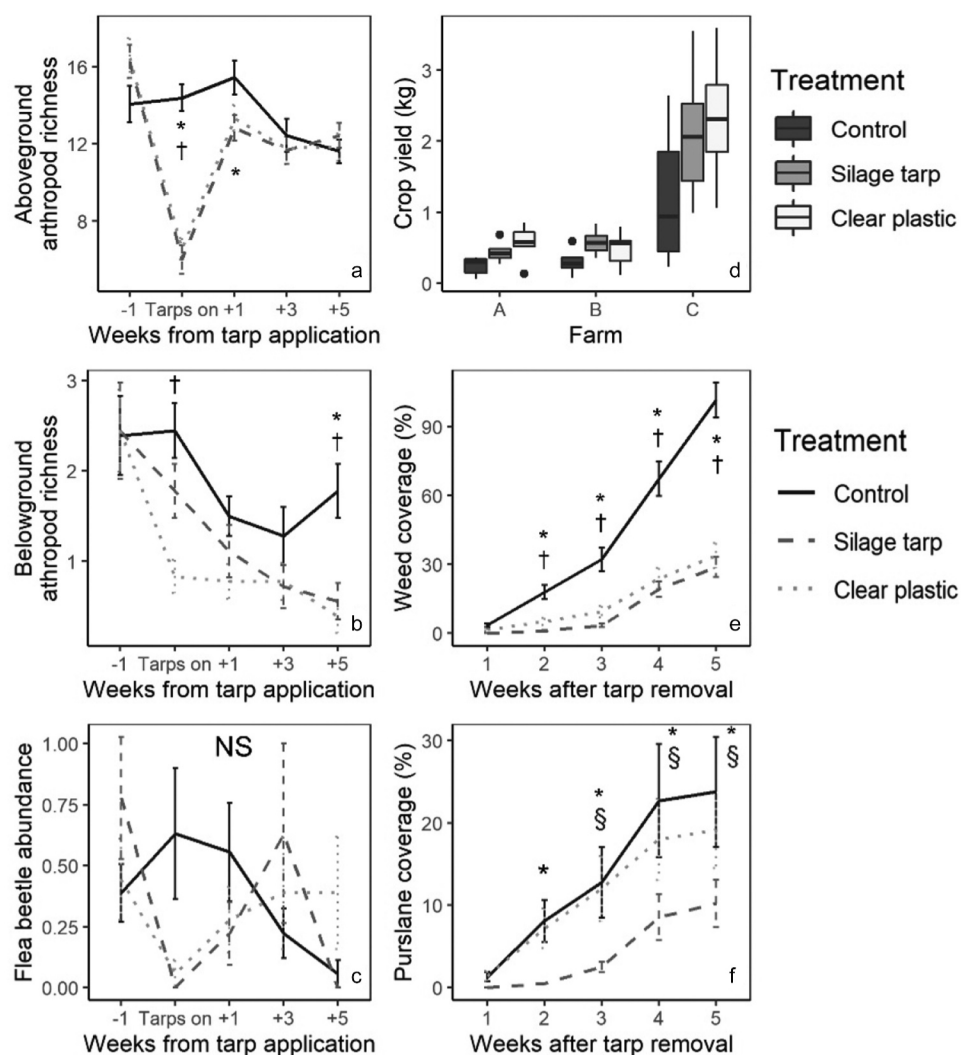 Aboveground
arthropod richness
16
12
8
*
†
*
a
-1 Tarps on +1 +3 +5
Weeks from tarp application
Crop yield (kg)
3
2
1
0
d
A B C
Farm
Treatment
Control
Silage tarp
Clear plastic
Belowground
athropod richness
3
2
1
†
*
†
b
-1 Tarps on +1 +3 +5
Weeks from tarp application
Weed coverage (%)
90
60
30
0
*
†
*
†
*
†
*
†
e
1 2 3 4 5
Weeks after tarp removal
Treatment
Control
Silage tarp
Clear plastic
Flea beetle abundance
1.00
0.75
0.50
0.25
0.00
NS
c
-1 Tarps on +1 +3 +5
Weeks from tarp application
Purslane coverage (%)
30
20
10
0
*
*
§
*
§
*
§
f
1 2 3 4 5
Weeks after tarp removal